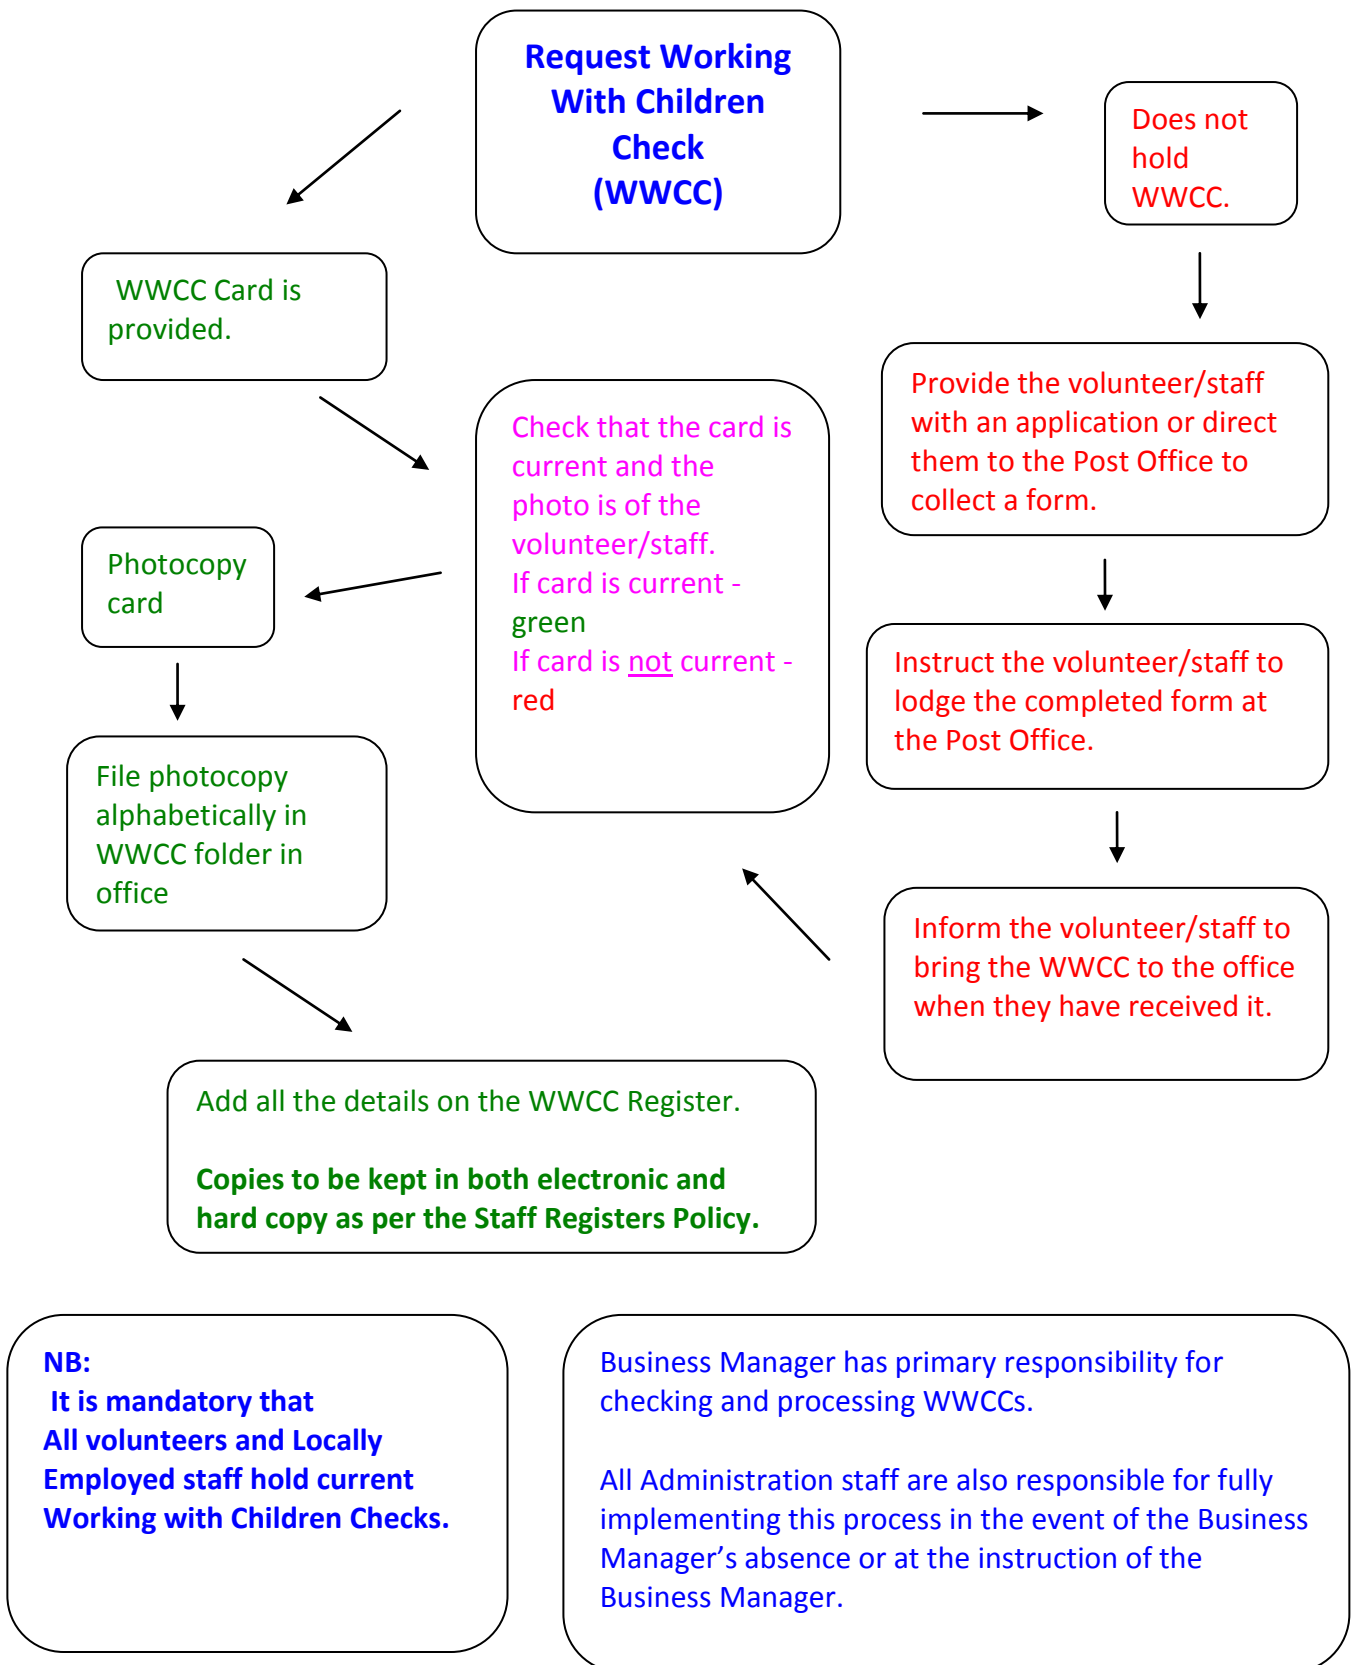 Request Working
With Children
Check
(WWCC)
Does not
hold
WWCC.
WWCC Card is
provided.
Provide the volunteer/staff
with an application or direct
them to the Post Office to
collect a form.
Check that the card is
current and the
photo is of the
volunteer/staff.
If card is current -
green
If card is not current -
red
Photocopy
card
Instruct the volunteer/staff to
lodge the completed form at
the Post Office.
File photocopy
alphabetically in
WWCC folder in
office
Inform the volunteer/staff to
bring the WWCC to the office
when they have received it.
Add all the details on the WWCC Register.
Copies to be kept in both electronic and
hard copy as per the Staff Registers Policy.
NB:
It is mandatory that
All volunteers and Locally
Employed staff hold current
Working with Children Checks.
Business Manager has primary responsibility for
checking and processing WWCCs.
All Administration staff are also responsible for fully
implementing this process in the event of the Business
Manager’s absence or at the instruction of the
Business Manager.